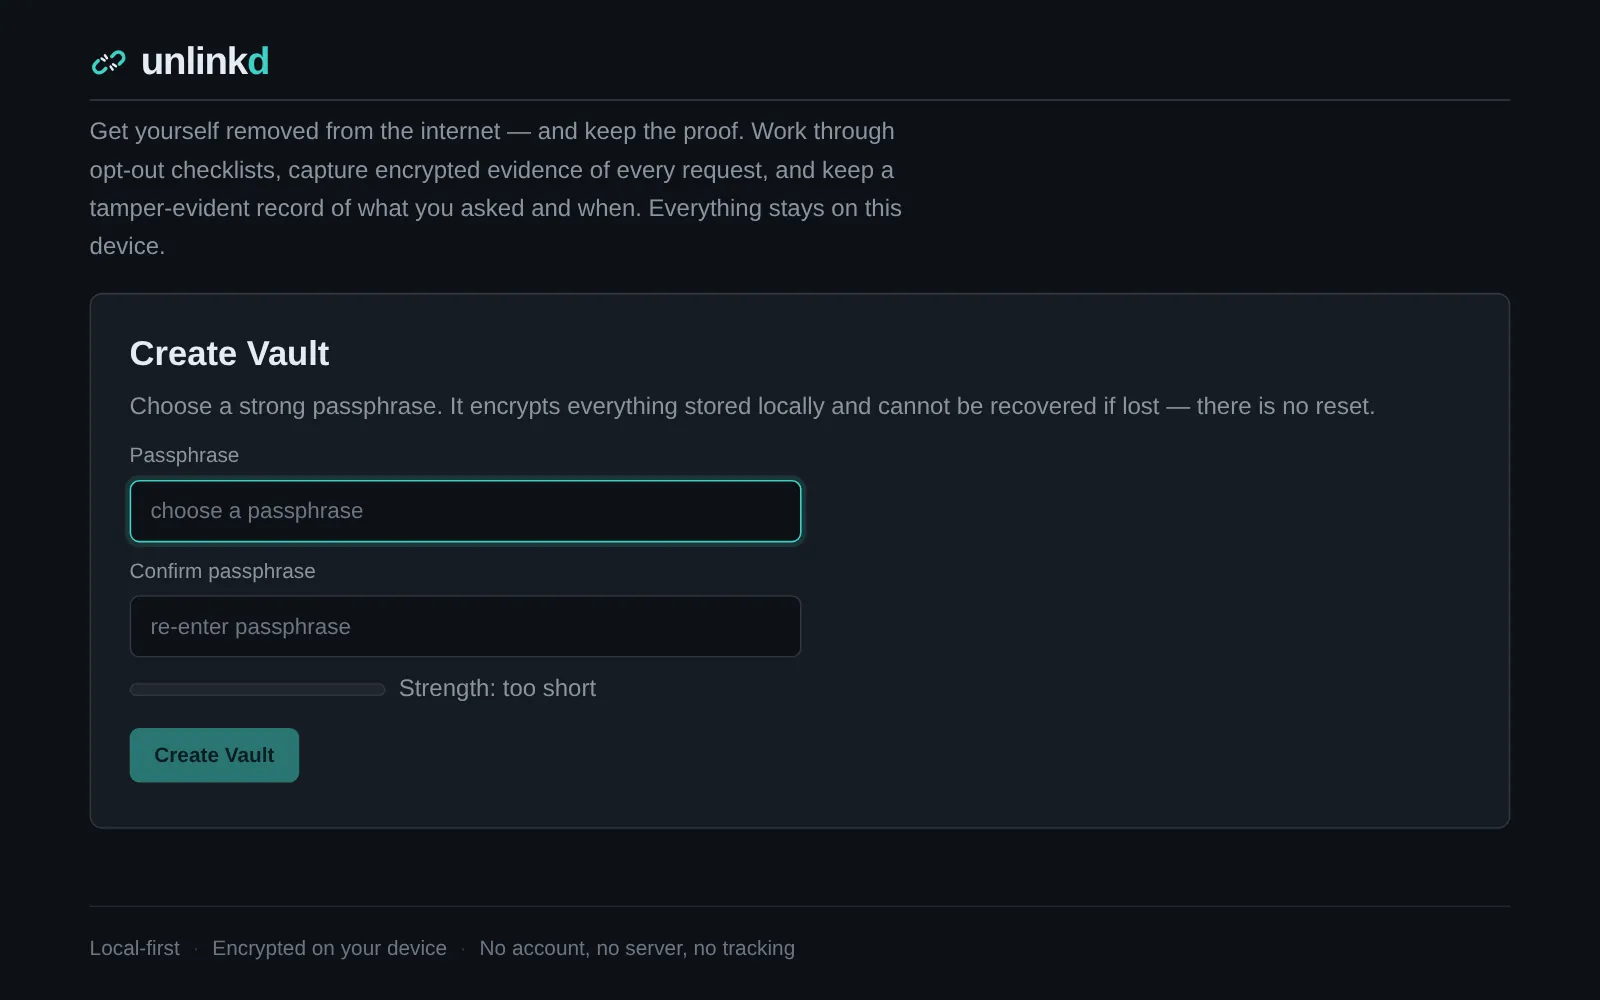 unlinkd
Get yourself removed from the internet — and keep the proof. Work through
opt-out checklists, capture encrypted evidence of every request, and keep a
tamper-evident record of what you asked and when. Everything stays on this
device.
Create Vault
Choose a strong passphrase. It encrypts everything stored locally and cannot be recovered if lost — there is no reset.
Passphrase
choose a passphrase
Confirm passphrase
re-enter passphrase
Strength: too short
Create Vault
Local-first · Encrypted on your device · No account, no server, no tracking